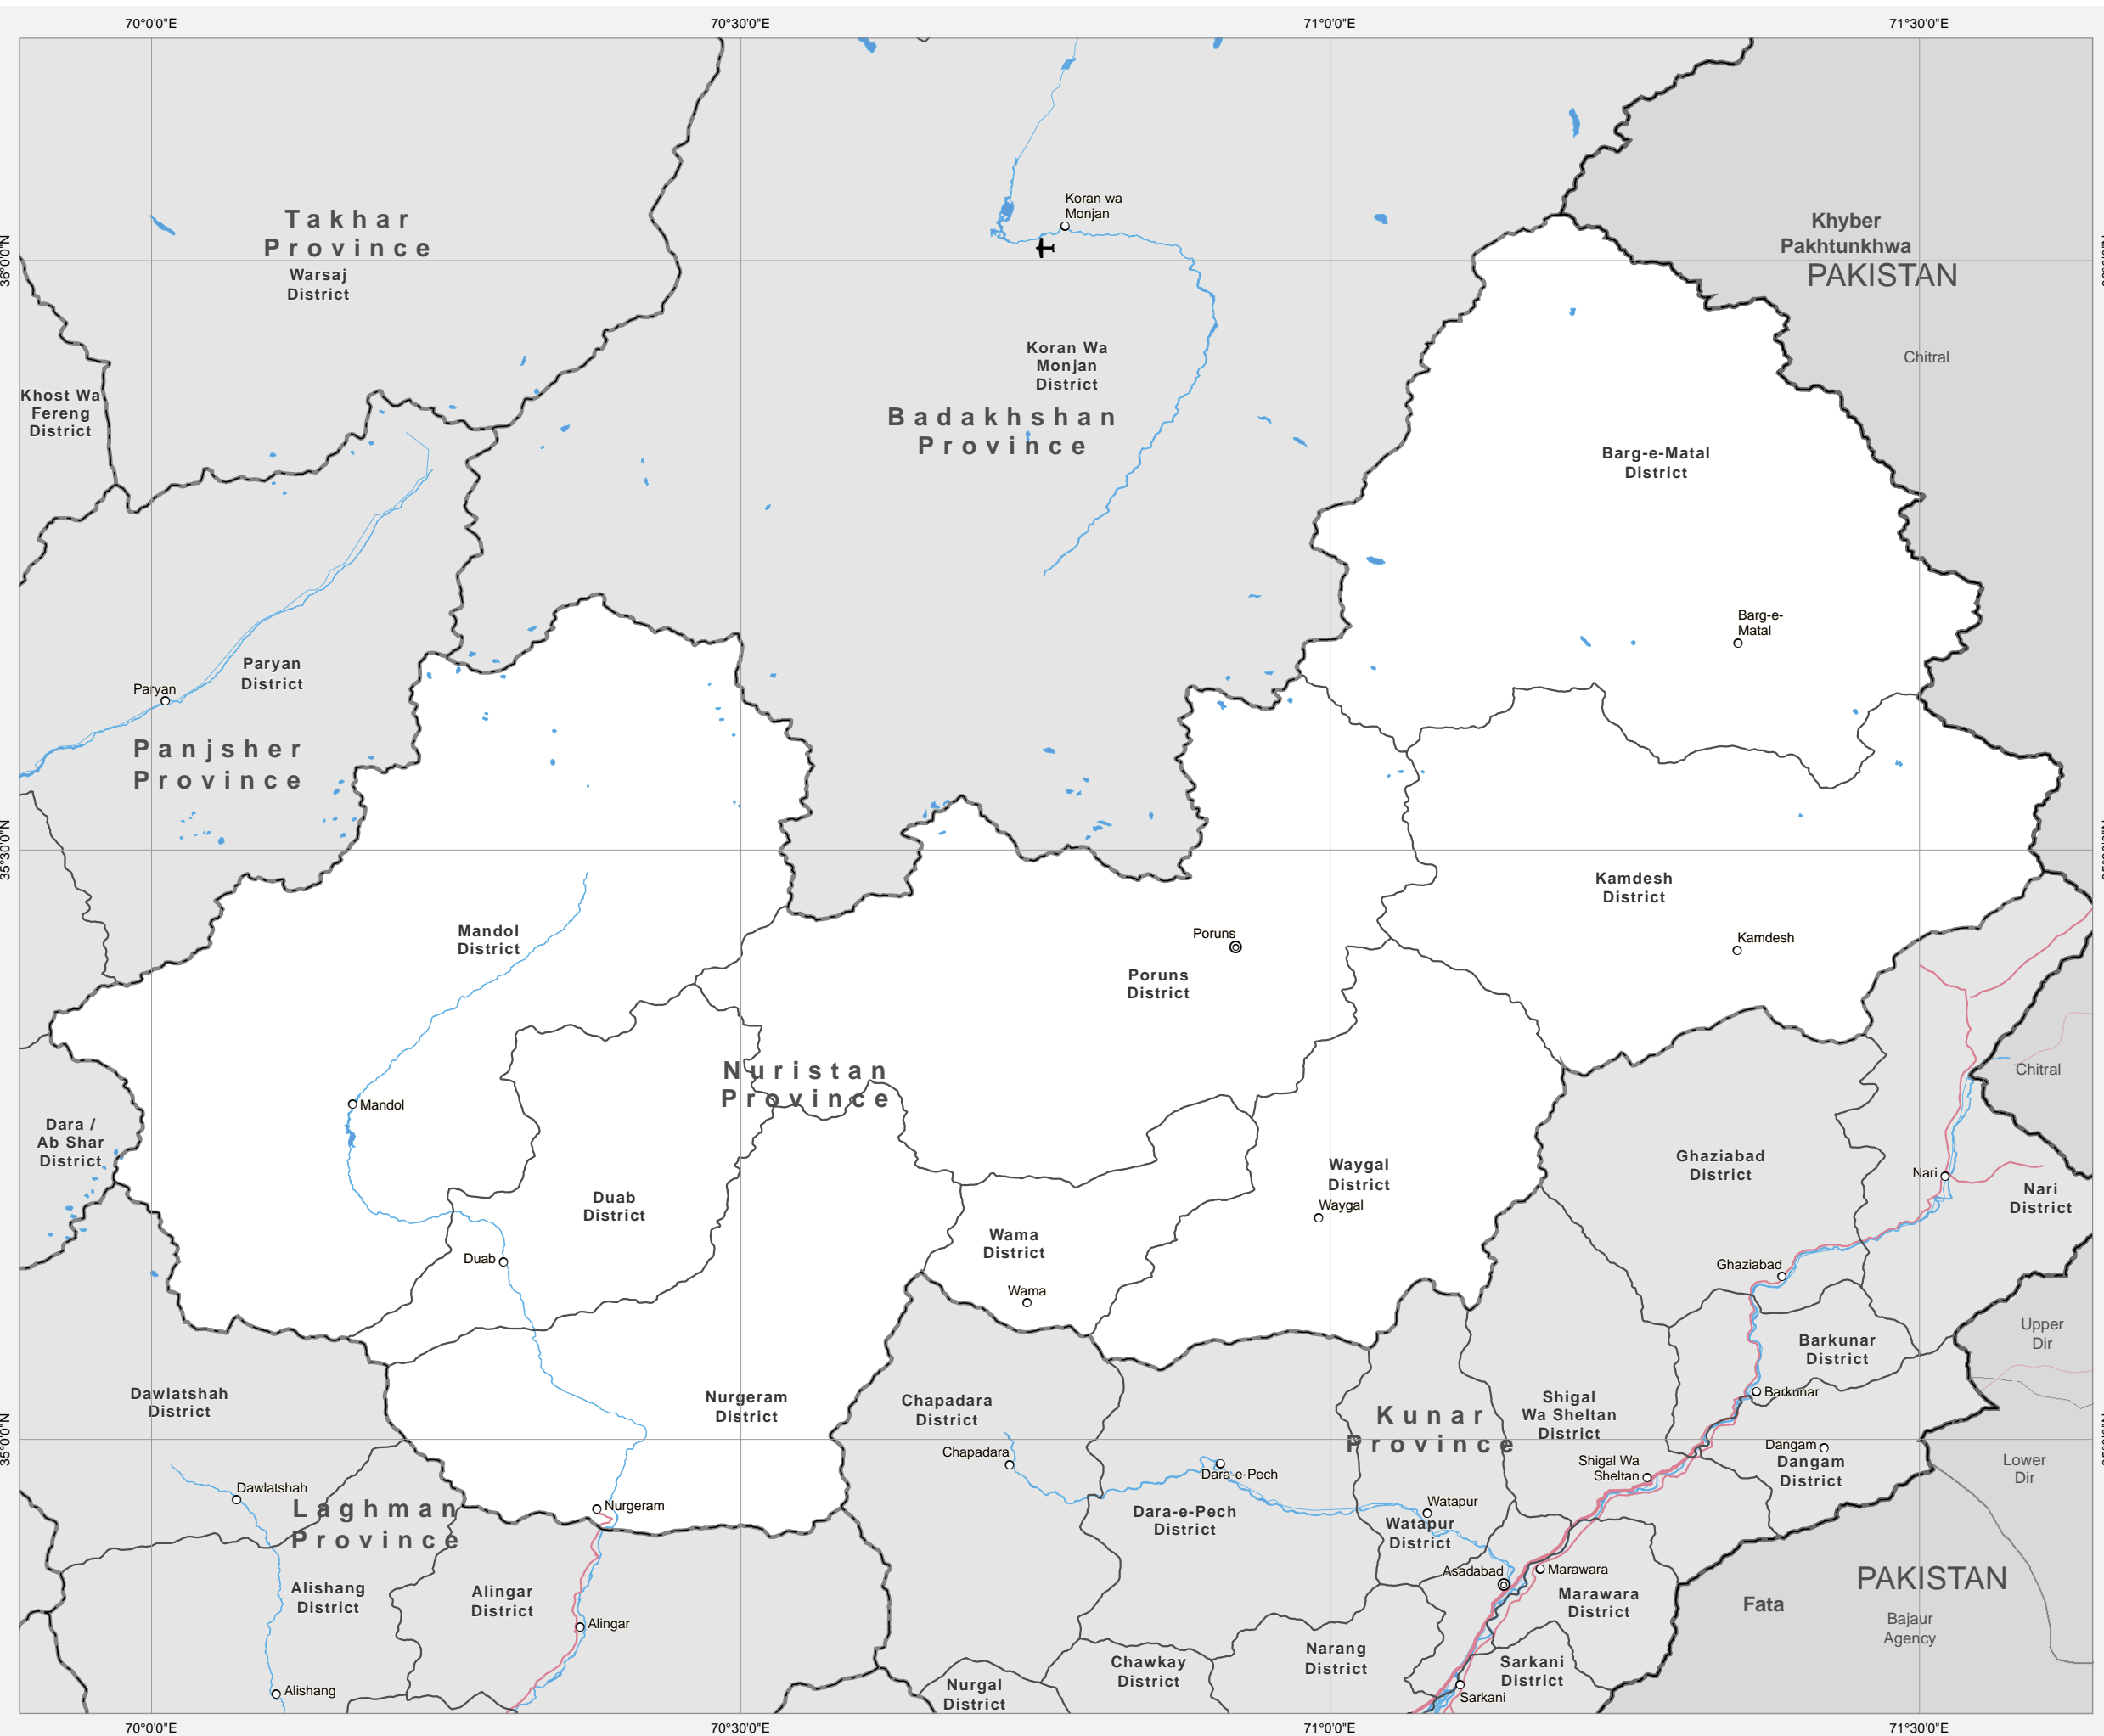 70°0'0"E
70°30'0"E
71°0'0"E
71°30'0"E
Koran wa
Monjan
Takhar
Province
Warsaj
District
Khyber
Pakhtunkhwa
PAKISTAN
36°0'0"N
Chitral
Koran Wa
Monjan
District
Khost Wa
Fereng
District
Badakhshan
Province
Barg-e-Matal
District
Barg-e-
Matal
Paryan
District
Paryan
Panjsher
Province
35°30'0"N
Kamdesh
District
Mandol
District
Poruns
Kamdesh
Poruns
District
Nuristan
Province
Chitral
Mandol
Dara /
Ab Shar
District
Ghaziabad
District
Waygal
District
Waygal
Nari
Nari
District
Duab
District
Wama
District
Duab
Ghaziabad
Wama
Upper
Dir
Barkunar
District
Barkunar
Dawlatshah
District
Nurgeram
District
Chapadara
District
Shigal
Wa Sheltan
District
Kunar
Province
35°0'0"N
Chapadara
Dara-e-Pech
Dangam
Dangam
District
Shigal Wa
Sheltan
Lower
Dir
Dawlatshah
Laghman
Province
Nurgeram
Watapur
Watapur
District
Dara-e-Pech
District
Asadabad
Marawara
Marawara
District
PAKISTAN
Fata
Bajaur
Agency
Alishang
District
Alingar
District
Alingar
Narang
District
Chawkay
District
Sarkani
District
Nurgal
District
Alishang
Sarkani
70°0'0"E
70°30'0"E
71°0'0"E
71°30'0"E